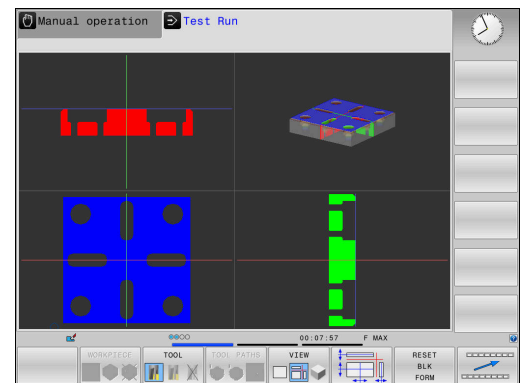 Manual operation
Test Run
00:07:57 F MAX
WORKPIECE
TOOL
TOOL PATHS
VIEW
RESET
BLK
FORM